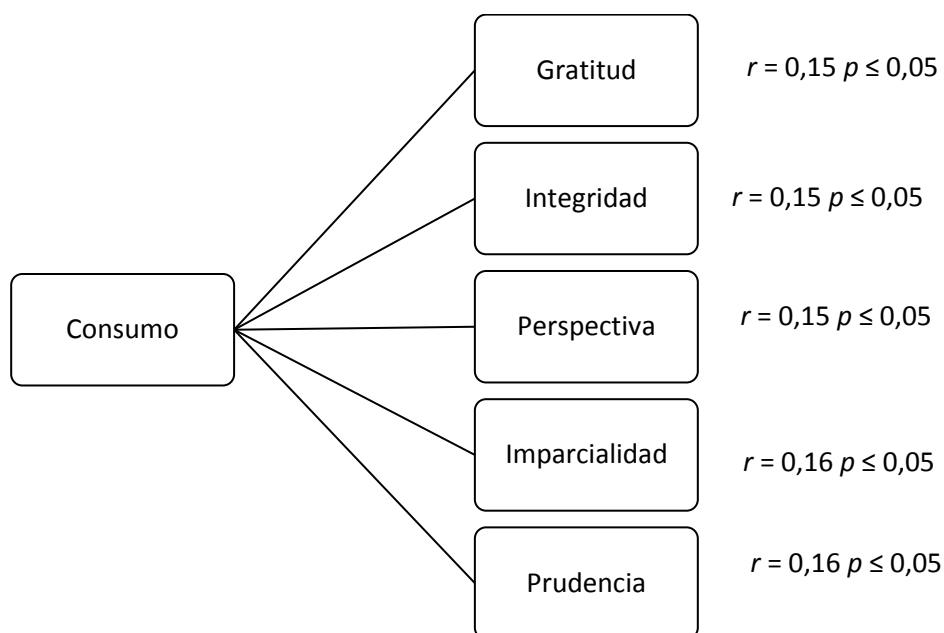 Gratitud
r = 0,15 p ≤ 0,05
Integridad
r = 0,15 p ≤ 0,05
Consumo
Perspectiva
r = 0,15 p ≤ 0,05
Imparcialidad
r = 0,16 p ≤ 0,05
Prudencia
r = 0,16 p ≤ 0,05